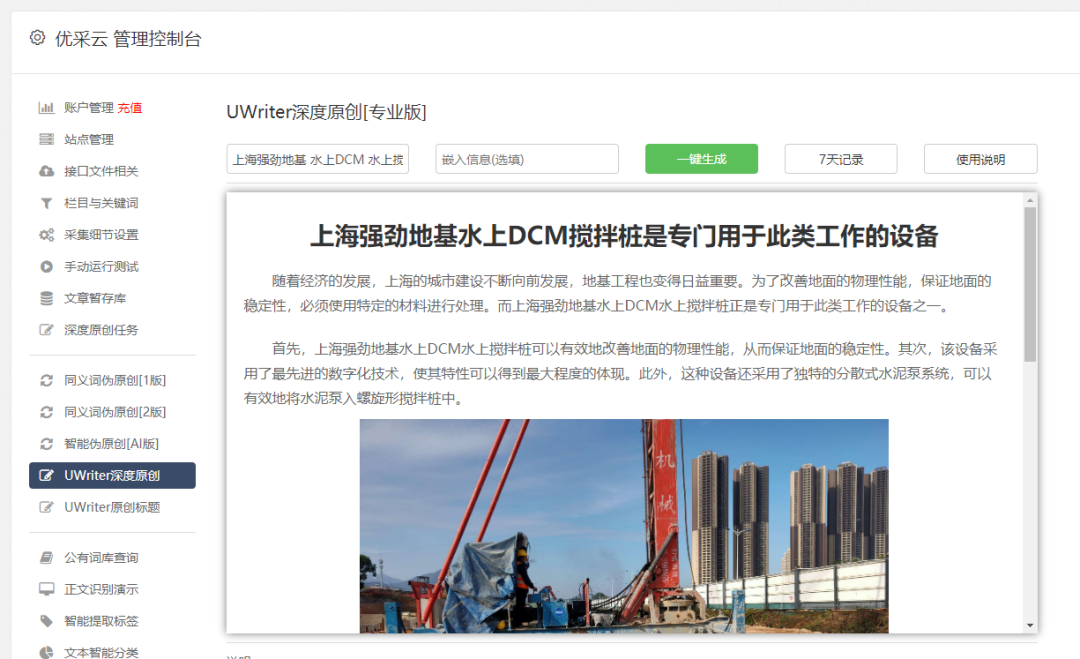 优采云 管理控制台
账户管理 充值
站点管理
接口文件相关
栏目与关键词
采集细节设置
手动运行测试
文章暂存库
深度原创任务
同义词伪原创[1版]
同义词伪原创[2版]
智能伪原创[AI版]
UWriter深度原创
UWriter原创标题
公有词库查询
正文识别演示
智能提取标签
文本智能分类
UWriter深度原创[专业版]
上海强劲地基 水上DCM 水上搅
嵌入信息(选填)
一键生成
7天记录
使用说明
上海强劲地基水上DCM搅拌桩是专门用于此类工作的设备
随着经济的发展，上海的城市建设不断向前发展，地基工程也变得日益重要。为了改善地面的物理性能，保证地面的
稳定性，必须使用特定的材料进行处理。而上海强劲地基水上DCM水上搅拌桩正是专门用于此类工作的设备之一。
首先，上海强劲地基水上DCM水上搅拌桩可以有效地改善地面的物理性能，从而保证地面的稳定性。其次，该设备采
用了最先进的数字化技术，使其特性可以得到最大程度的体现。此外，这种设备还采用了独特的分散式水泥泵系统，可以
有效地将水泥泵入螺旋形搅拌桩中。
机
械